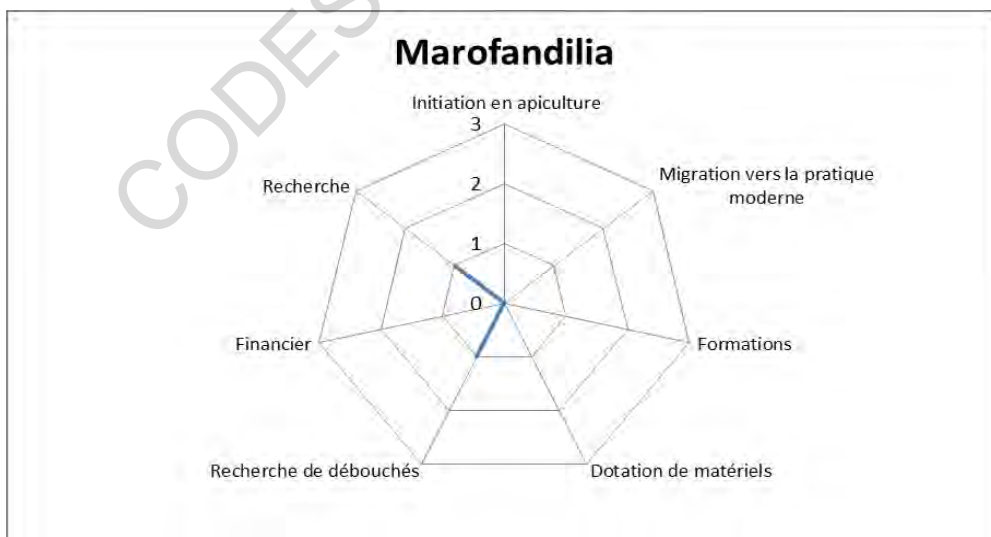 CODES
Marofandilia
Initiation en apiculture
3
2
1
0
Migration vers la pratique
moderne
Formations
Dotation de matériels
Recherche de débouchés
Financier
Recherche